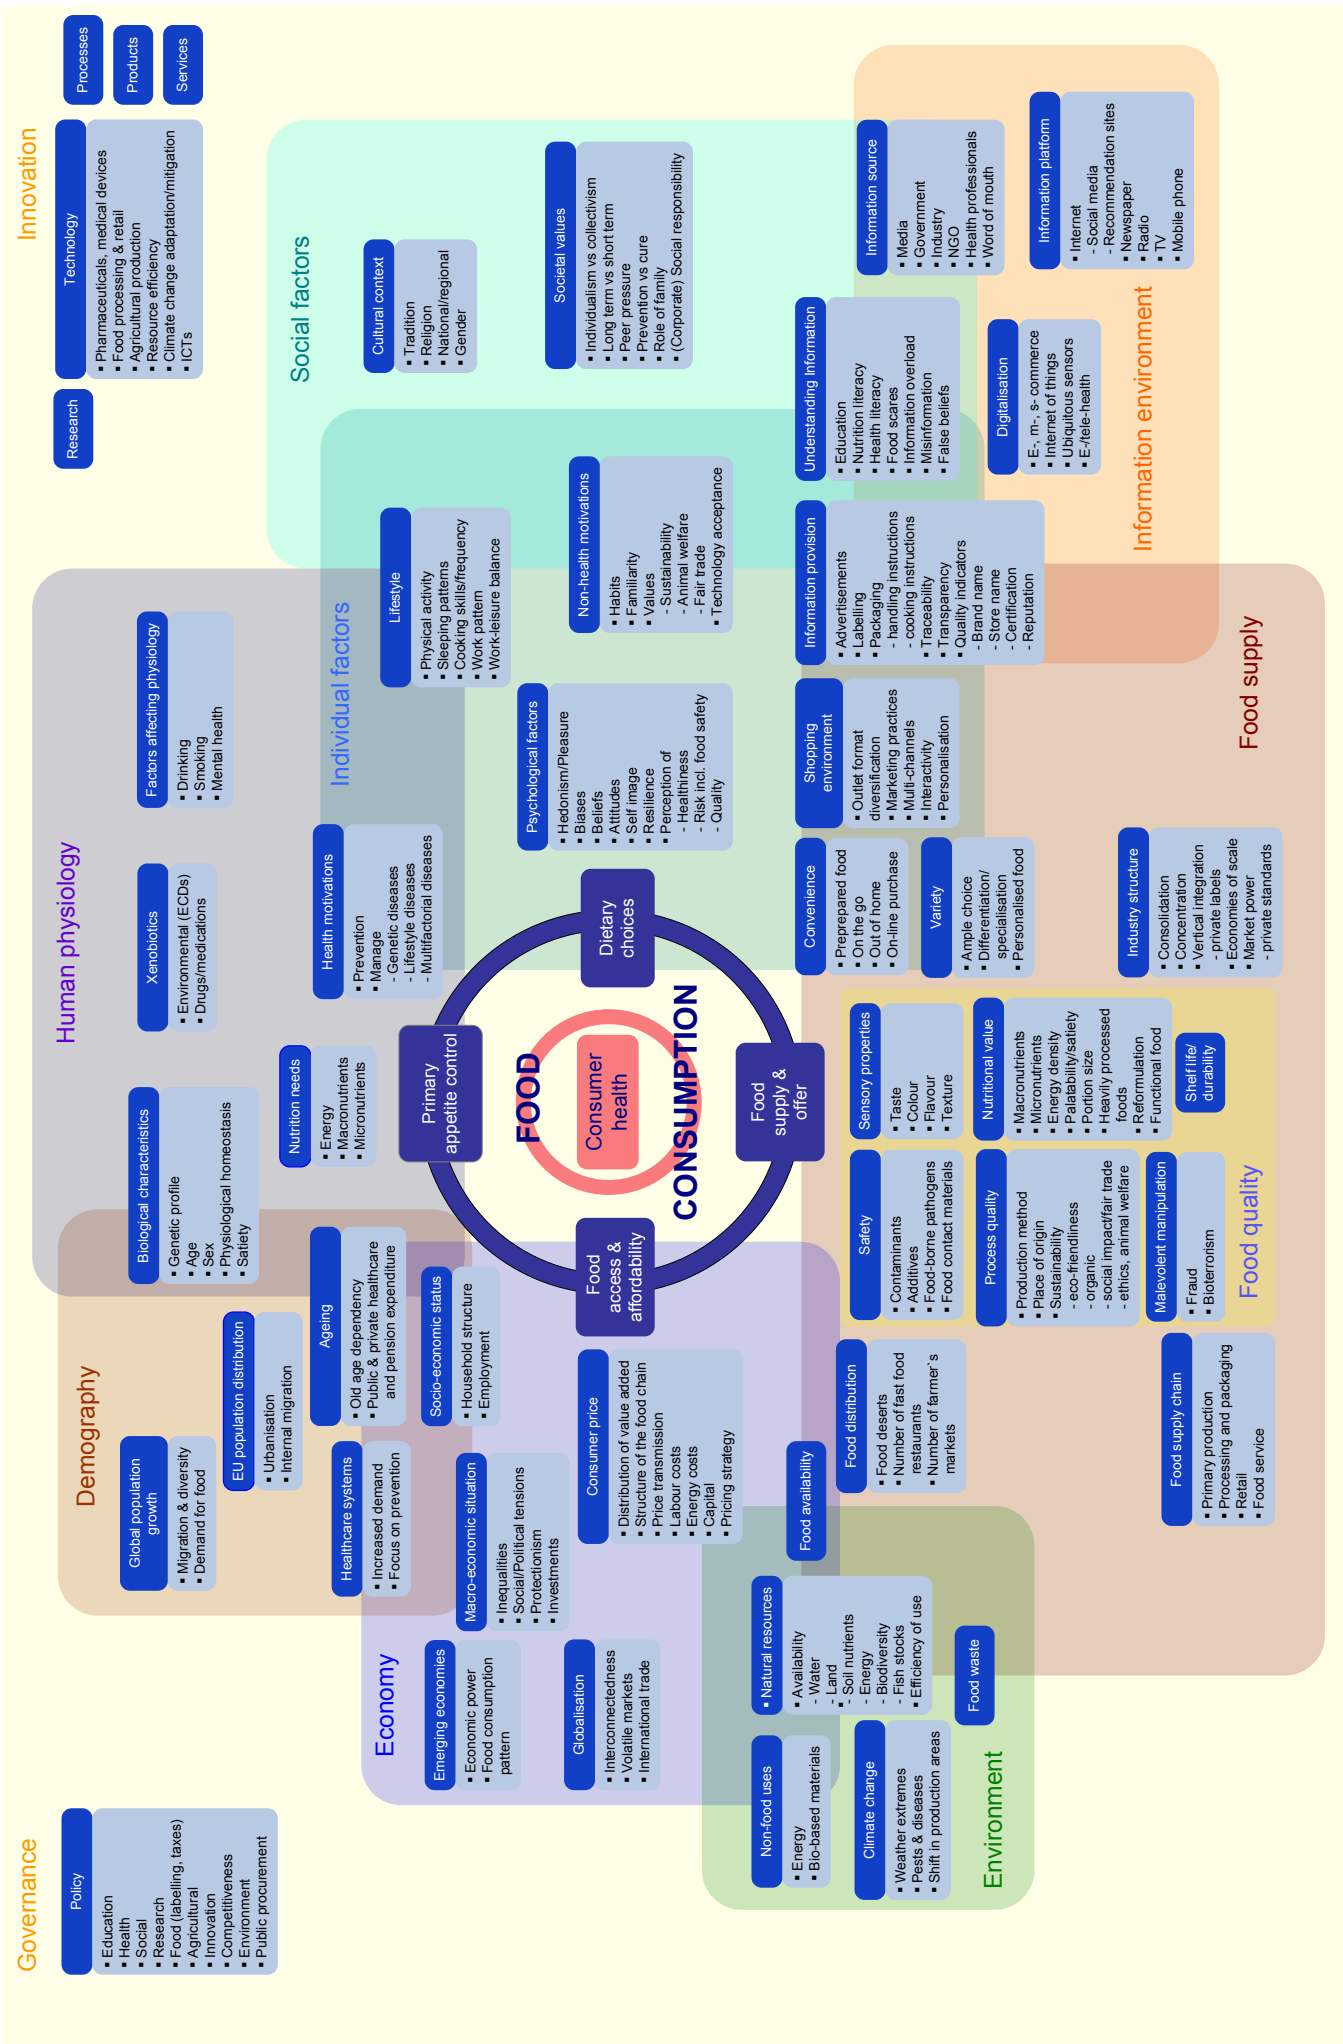 Governance
Policy
▪ Education
▪ Health
▪ Social
▪ Research
▪ Food (labelling, taxes)
▪ Agricultural
▪ Innovation
▪ Competitiveness
▪ Environment
▪ Public procurement
Innovation
Research
Technology
▪ Pharmaceuticals, medical devices
▪ Food processing & retail
▪ Agricultural production
▪ Resource efficiency
▪ Climate change adaptation/mitigation
▪ ICTs
Processes
Products
Services
Demography
Global population
growth
▪ Migration & diversity
▪ Demand for food
EU population distribution
▪ Urbanisation
▪ Internal migration
Ageing
▪ Old age dependency
▪ Public & private healthcare
and pension expenditure
Healthcare systems
▪ Increased demand
▪ Focus on prevention
Socio-economic status
▪ Household structure
▪ Employment
Human physiology
Biological characteristics
▪ Genetic profile
▪ Age
▪ Sex
▪ Physiological homeostasis
▪ Satiety
Xenobiotics
▪ Environmental (ECDs)
▪ Drugs/medications
Factors affecting physiology
▪ Drinking
▪ Smoking
▪ Mental health
Nutrition needs
▪ Energy
▪ Macronutrients
▪ Micronutrients
Health motivations
▪ Prevention
▪ Manage
- Genetic diseases
- Lifestyle diseases
- Multifactorial diseases
Individual factors
Lifestyle
▪ Physical activity
▪ Sleeping patterns
▪ Cooking skills/frequency
▪ Work pattern
▪ Work-leisure balance
Psychological factors
▪ Hedonism/Pleasure
▪ Biases
▪ Beliefs
▪ Attitudes
▪ Self image
▪ Resilience
▪ Perception of
- Healthiness
- Risk incl. food safety
- Quality
Non-health motivations
▪ Habits
▪ Familiarity
▪ Values
- Sustainability
- Animal welfare
- Fair trade
▪ Technology acceptance
Social factors
Cultural context
▪ Tradition
▪ Religion
▪ National/regional
▪ Gender
Societal values
▪ Individualism vs collectivism
▪ Long term vs short term
▪ Peer pressure
▪ Prevention vs cure
▪ Role of family
▪ (Corporate) Social responsibility
Economy
Emerging economies
▪ Economic power
▪ Food consumption
pattern
Macro-economic situation
▪ Inequalities
▪ Social/Political tensions
▪ Protectionism
▪ Investments
Globalisation
▪ Interconnectedness
▪ Volatile markets
▪ International trade
Consumer price
▪ Distribution of value added
▪ Structure of the food chain
▪ Price transmission
▪ Labour costs
▪ Energy costs
▪ Capital
▪ Pricing strategy
Primary
appetite control
FOOD
Consumer
health
CONSUMPTION
Food
access &
affordability
Dietary
choices
Food
supply &
offer
Environment
Non-food uses
▪ Energy
▪ Bio-based materials
▪ Natural resources
▪ Availability
- Water
- Land
▪ Soil nutrients
- Energy
- Biodiversity
- Fish stocks
▪ Efficiency of use
Climate change
▪ Weather extremes
▪ Pests & diseases
▪ Shift in production areas
Food waste
Food availability
Food distribution
▪ Food deserts
▪ Number of fast food
restaurants
▪ Number of farmer`s
markets
Food supply chain
▪ Primary production
▪ Processing and packaging
▪ Retail
▪ Food service
Food quality
Safety
▪ Contaminants
▪ Additives
▪ Food-borne pathogens
▪ Food contact materials
Sensory properties
▪ Taste
▪ Colour
▪ Flavour
▪ Texture
Process quality
▪ Production method
▪ Place of origin
▪ Sustainability
- eco-friendliness
- organic
- social impact/fair trade
- ethics, animal welfare
Nutritional value
▪ Macronutrients
▪ Micronutrients
▪ Energy density
▪ Palatability/satiety
▪ Portion size
▪ Heavily processed
foods
▪ Reformulation
▪ Functional food
Malevolent manipulation
▪ Fraud
▪ Bioterrorism
Shelf life/
durability
Food supply
Convenience
▪ Preprepared food
▪ On the go
▪ Out of home
▪ On-line purchase
Variety
▪ Ample choice
▪ Differentiation/
specialisation
▪ Personalised food
Shopping
environment
▪ Outlet format
diversification
▪ Marketing practices
▪ Multi-channels
▪ Interactivity
▪ Personalisation
Industry structure
▪ Consolidation
▪ Concentration
▪ Vertical integration
- private labels
▪ Economies of scale
▪ Market power
- private standards
Information environment
Information provision
▪ Advertisements
▪ Labelling
▪ Packaging
- handling instructions
- cooking instructions
▪ Traceability
▪ Transparency
▪ Quality indicators
- Brand name
- Store name
- Certification
- Reputation
Understanding Information
▪ Education
▪ Nutrition literacy
▪ Health literacy
▪ Food scares
▪ Information overload
▪ Misinformation
▪ False beliefs
Digitalisation
▪ E-, m-, s- commerce
▪ Internet of things
▪ Ubiquitous sensors
▪ E-/tele-health
Information source
▪ Media
▪ Government
▪ Industry
▪ NGO
▪ Health professionals
▪ Word of mouth
Information platform
▪ Internet
- Social media
- Recommendation sites
▪ Newspaper
▪ Radio
▪ TV
▪ Mobile phone